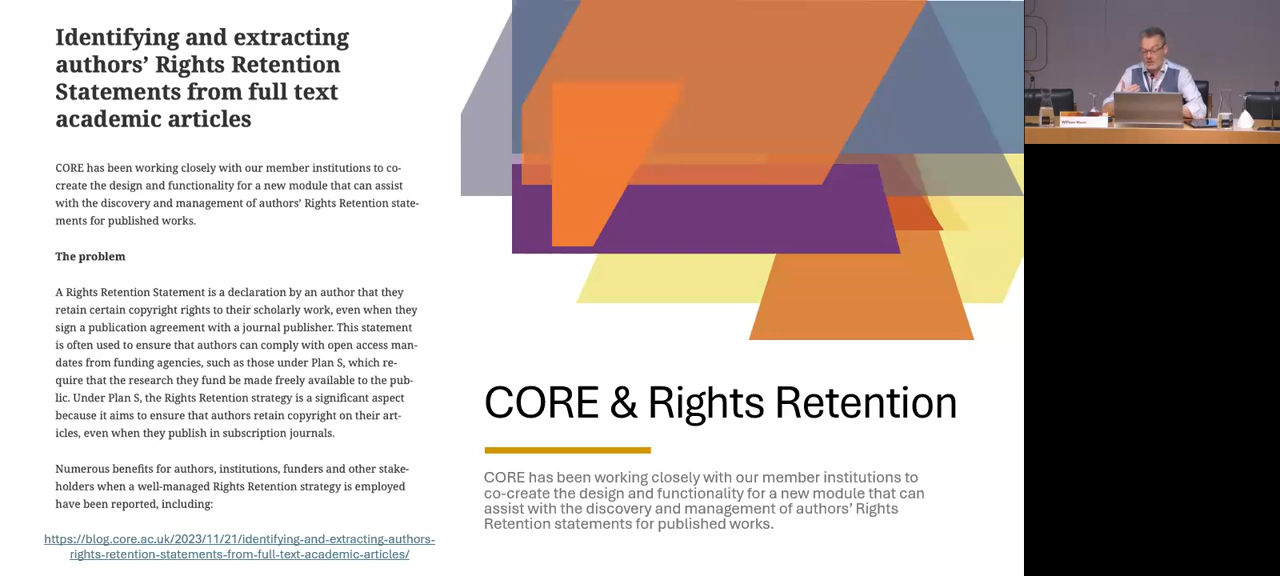 Identifying and extracting
authors’ Rights Retention
Statements from full text
academic articles
CORE has been working closely with our member institutions to co-
create the design and functionality for a new module that can assist
with the discovery and management of authors’ Rights Retention state-
ments for published works.
The problem
A Rights Retention Statement is a declaration by an author that they
retain certain copyright rights to their scholarly work, even when they
sign a publication agreement with a journal publisher. This statement
is often used to ensure that authors can comply with open access man-
dates from funding agencies, such as those under Plan S, which re-
quire that the research they fund be made freely available to the pub-
lic. Under Plan S, the Rights Retention strategy is a significant aspect
because it aims to ensure that authors retain copyright on their art-
icles, even when they publish in subscription journals.
Numerous benefits for authors, institutions, funders and other stake-
holders when a well-managed Rights Retention strategy is employed
have been reported, including:
https://blog.core.ac.uk/2023/11/21/identifying-and-extracting-authors-
rights-retention-statements-from-full-text-academic-articles/
CORE & Rights Retention
CORE has been working closely with our member institutions to
co-create the design and functionality for a new module that can
assist with the discovery and management of authors’ Rights
Retention statements for published works.